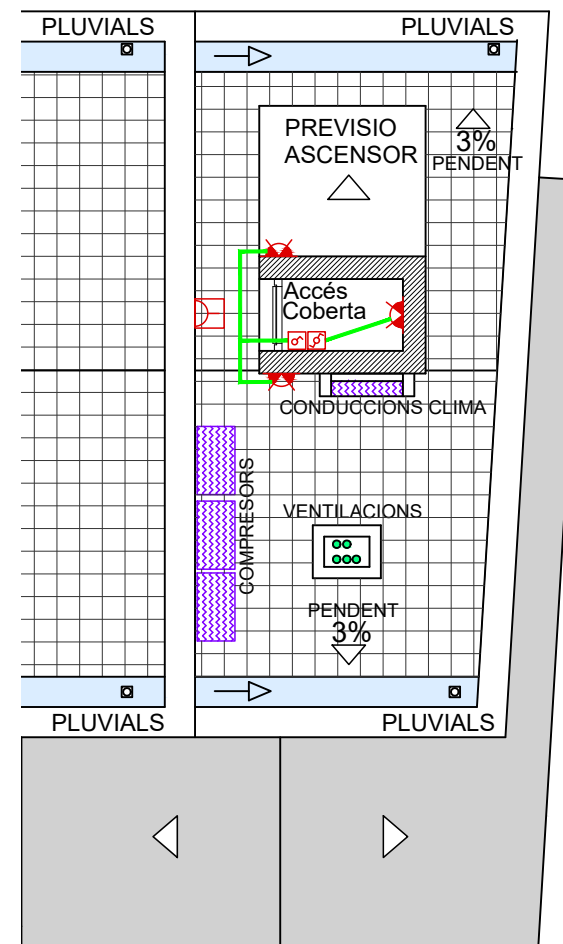 PLUVIALS
PLUVIALS
PREVISIO
ASCENSOR
3%
PENDENT
Accés
Coberta
CONDUCCIONS CLIMA
COMPRESORS
VENTILACIONS
PENDENT
3%
PLUVIALS
PLUVIALS